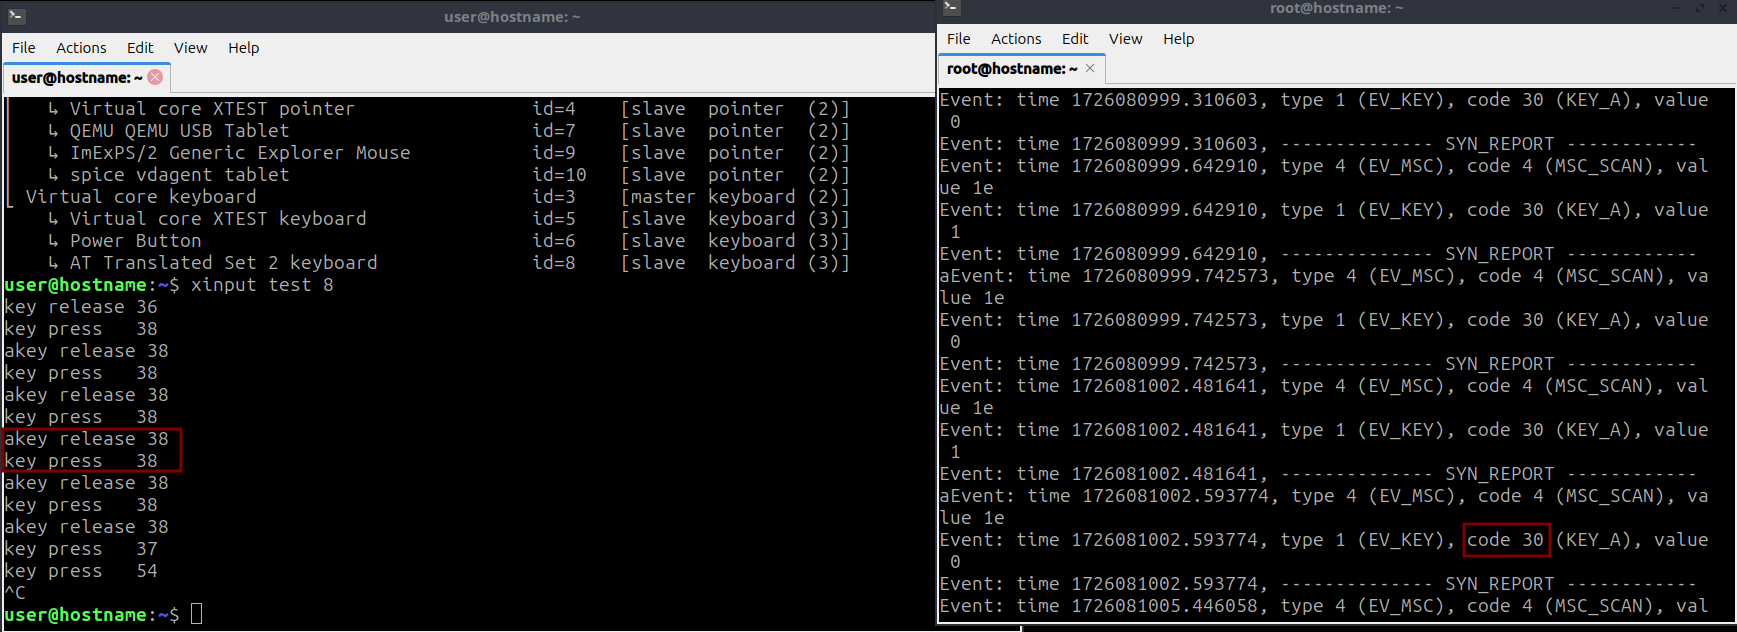 user@hostname: ~
File Actions Edit View Help
user@hostname: ~
↳ Virtual core XTEST pointer id=4 [slave pointer (2)]
↳ QEMU QEMU USB Tablet id=7 [slave pointer (2)]
↳ ImExPS/2 Generic Explorer Mouse id=9 [slave pointer (2)]
↳ spice vdagent tablet id=10 [slave pointer (2)]
⎣ Virtual core keyboard id=3 [master keyboard (2)]
↳ Virtual core XTEST keyboard id=5 [slave keyboard (3)]
↳ Power Button id=6 [slave keyboard (3)]
↳ AT Translated Set 2 keyboard id=8 [slave keyboard (3)]
user@hostname:~$ xinput test 8
key release 36
key press   38
akey release 38
key press   38
akey release 38
key press   38
akey release 38
key press   38
akey release 38
key press   38
akey release 38
key press   37
key press   54
^C
user@hostname:~$
root@hostname: ~
File Actions Edit View Help
root@hostname: ~
Event: time 1726080999.310603, type 1 (EV_KEY), code 30 (KEY_A), value
0
Event: time 1726080999.310603, -------------- SYN_REPORT ------------
Event: time 1726080999.642910, type 4 (EV_MSC), code 4 (MSC_SCAN), val
ue 1e
Event: time 1726080999.642910, type 1 (EV_KEY), code 30 (KEY_A), value
1
Event: time 1726080999.642910, -------------- SYN_REPORT ------------
aEvent: time 1726080999.742573, type 4 (EV_MSC), code 4 (MSC_SCAN), va
lue 1e
Event: time 1726080999.742573, type 1 (EV_KEY), code 30 (KEY_A), value
0
Event: time 1726080999.742573, -------------- SYN_REPORT ------------
Event: time 1726081002.481641, type 4 (EV_MSC), code 4 (MSC_SCAN), val
ue 1e
Event: time 1726081002.481641, type 1 (EV_KEY), code 30 (KEY_A), value
1
Event: time 1726081002.481641, -------------- SYN_REPORT ------------
aEvent: time 1726081002.593774, type 4 (EV_MSC), code 4 (MSC_SCAN), va
lue 1e
Event: time 1726081002.593774, type 1 (EV_KEY), code 30 (KEY_A), value
0
Event: time 1726081002.593774, -------------- SYN_REPORT ------------
Event: time 1726081005.446058, type 4 (EV_MSC), code 4 (MSC_SCAN), val